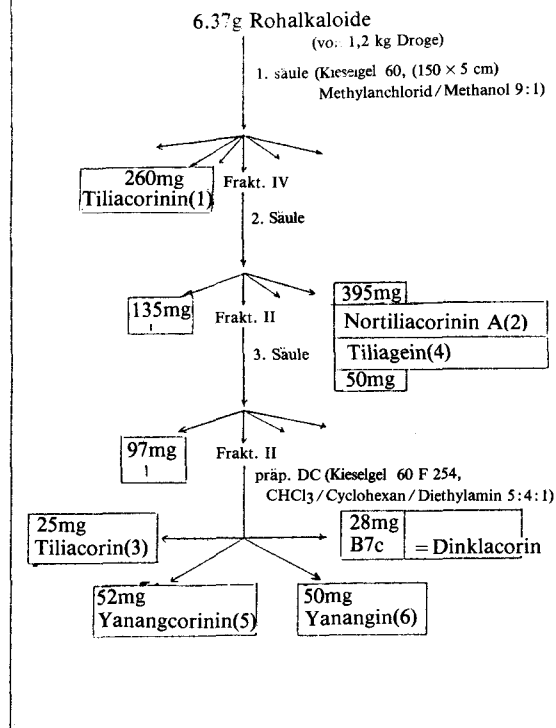 6.37g Rohalkaloide
(vo. 1,2 kg Droge)
1. säule (Kieselgel 60, (150 × 5 cm)
Methylanchlorid/Methanol 9:1)
260mg
Tiliacorinin(1)
Frakt. IV
2. Säule
135mg
1
Frakt. II
395mg
Nortiliacorinin A(2)
Tiliagein(4)
50mg
3. Säule
97mg
1
Frakt. II
präp. DC (Kieselgel 60 F 254,
CHCl3/Cyclohexan/Diethylamin 5:4:1)
25mg
Tiliacorin(3)
28mg
B7c = Dinklacorin
52mg
Yanangcorinin(5)
50mg
Yanangin(6)